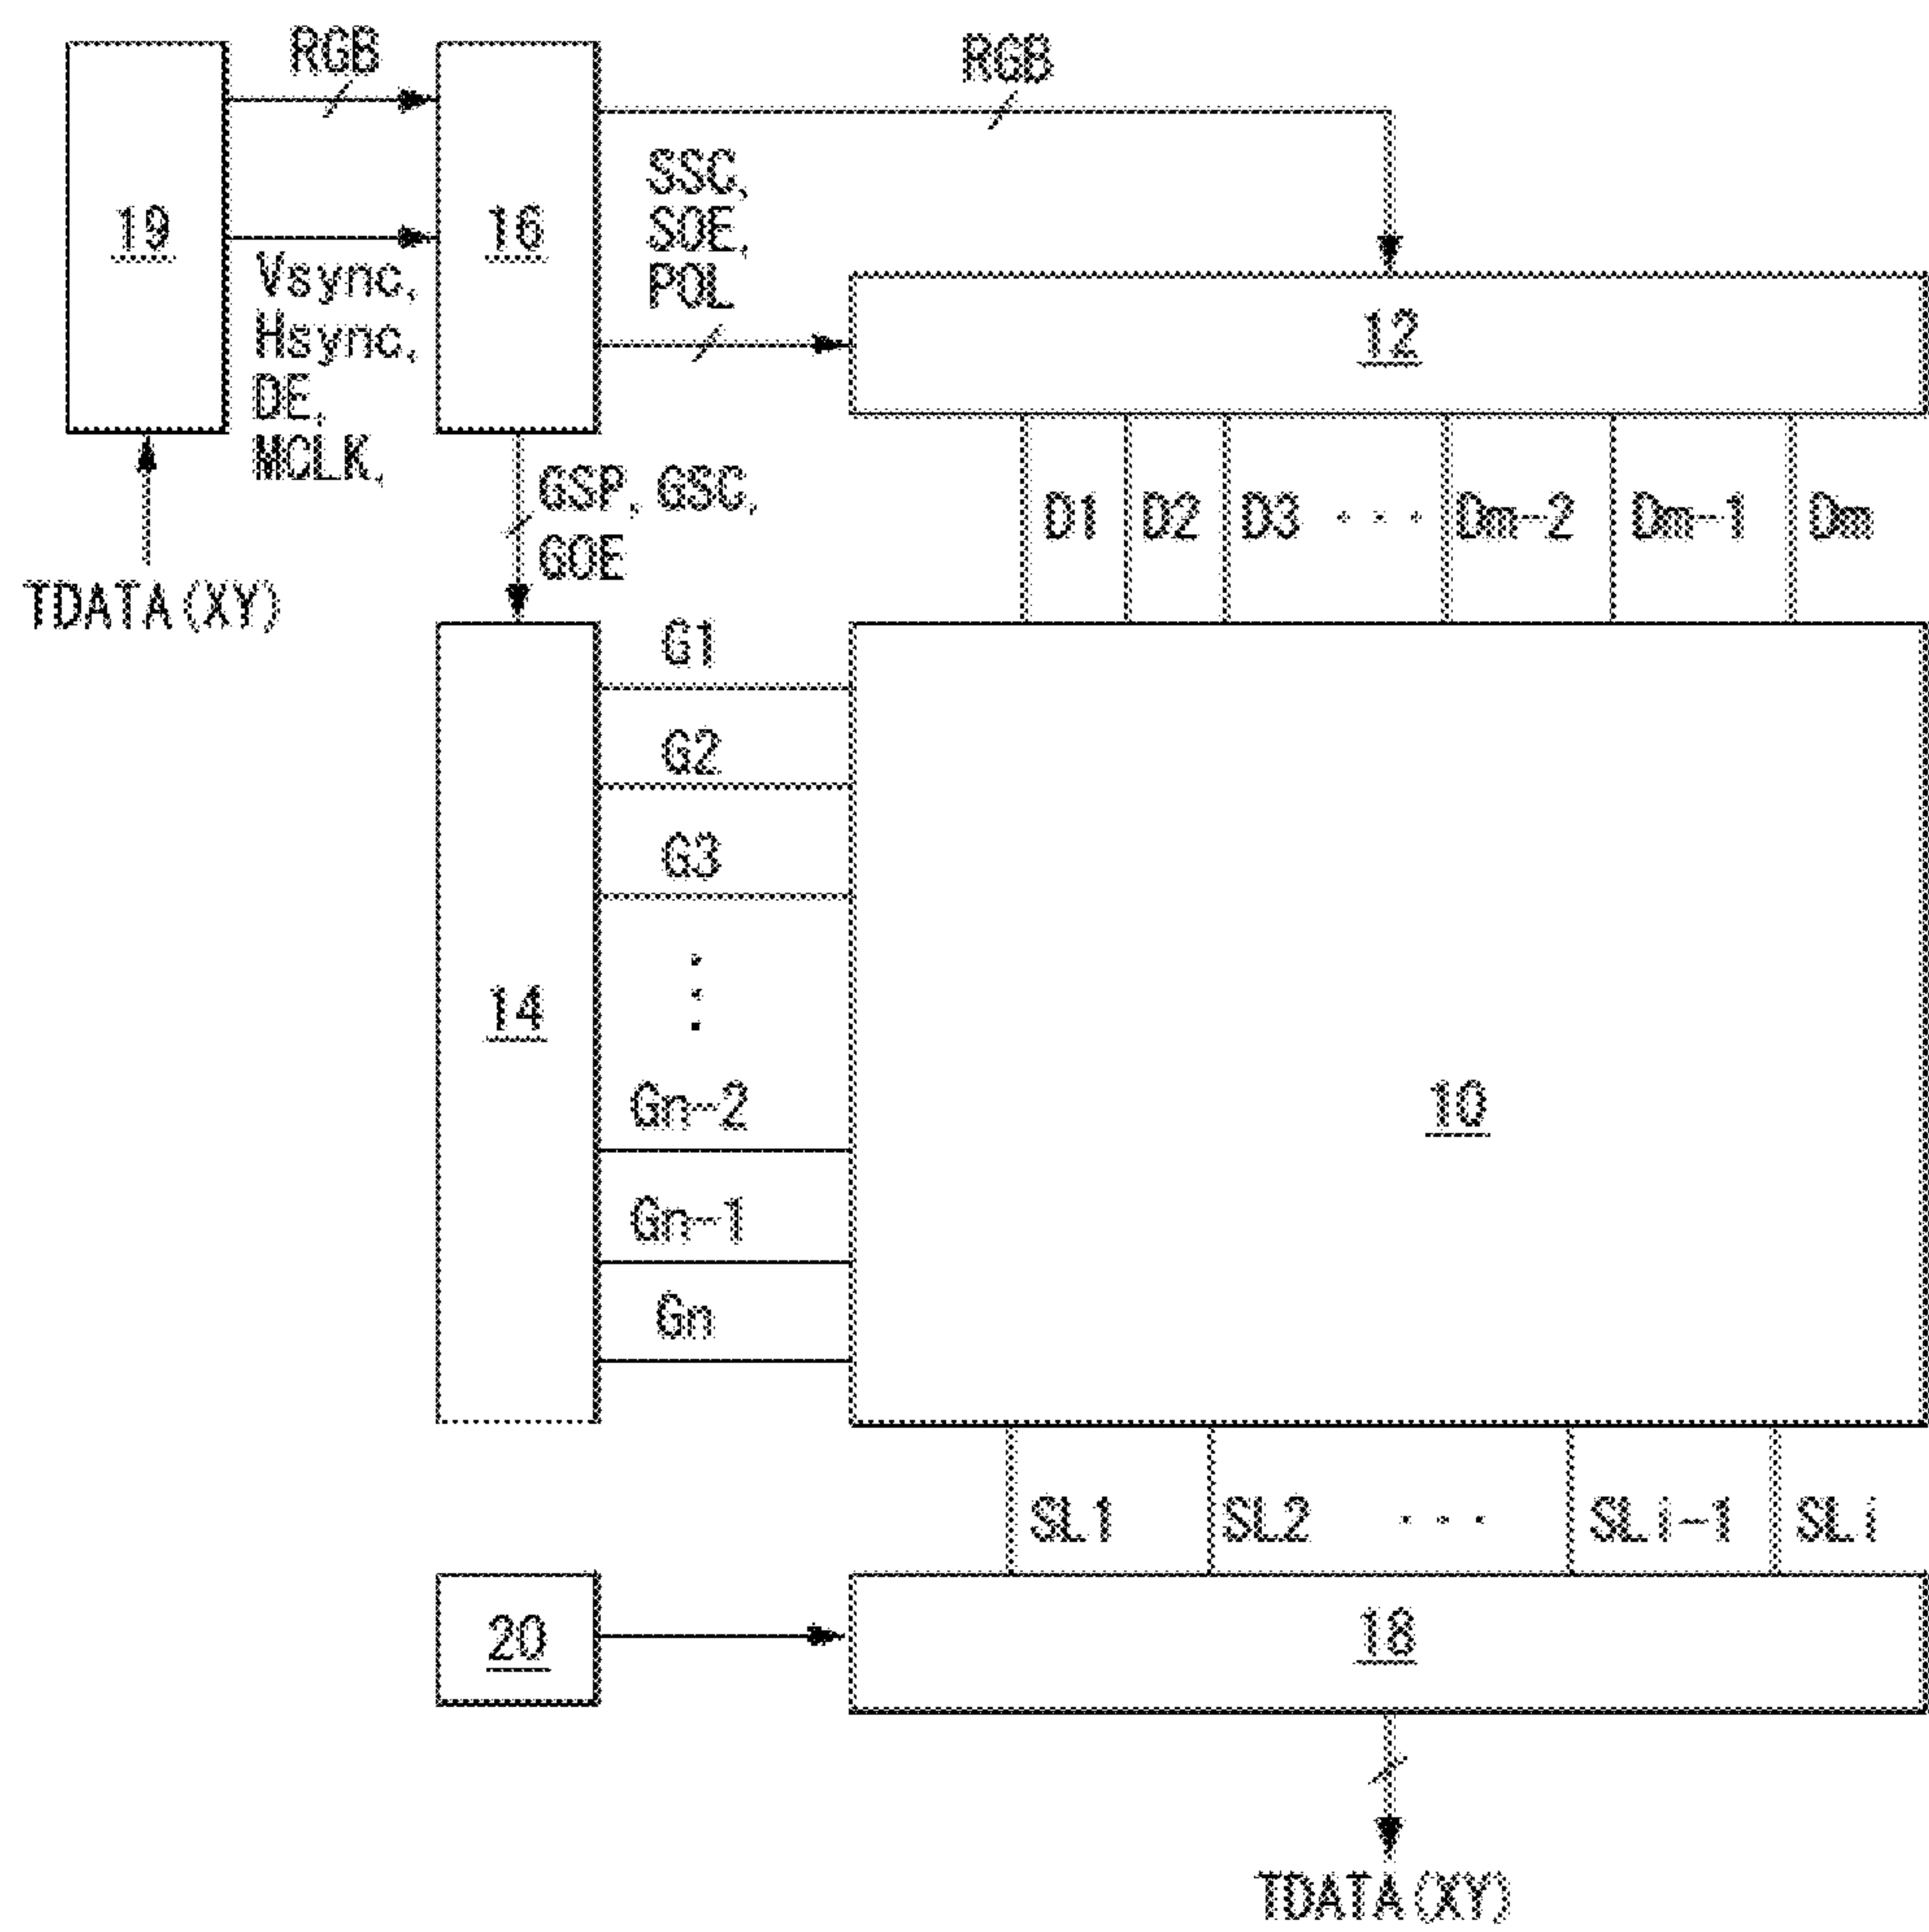 RGB
RGB
19
16
SSC,
SOE,
POL
Vsync,
Hsync,
DE,
MCLK,
12
TDATA(XY)
GSP, GSC,
GOE
D1 D2 D3 ··· Dm-2 Dm-1 Dm
G1
G2
G3
14
Gn-2
Gn-1
Gn
10
SL1 SL2 ··· SLi-1 SLi
20
18
TDATA(XY)